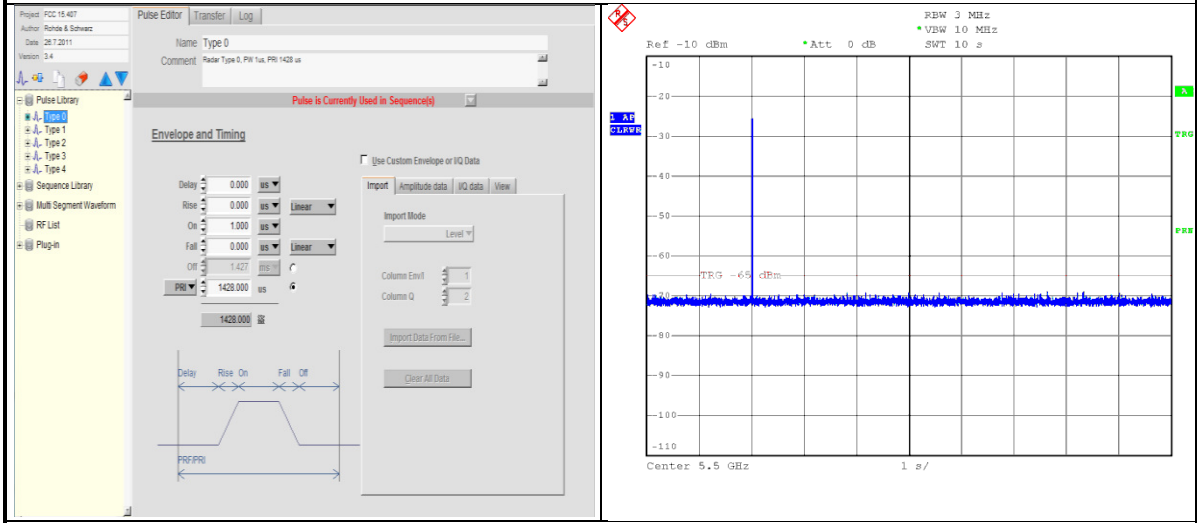 Project FCC 15.407
Author Rohde & Schwarz
Date 26.7.2011
Version 3.4
Pulse Library
Type 0
Type 1
Type 2
Type 3
Type 4
Sequence Library
Multi Segment Waveform
RF List
Plug-in
Pulse Editor Transfer Log
Name Type 0
Comment Radar Type 0, PW 1us, PRI 1428 us
Pulse is Currently Used in Sequence(s)
Envelope and Timing
Delay 0.000 us
Rise 0.000 us Linear
On 1.000 us
Fall 0.000 us Linear
Off 1.427 ms
PRI 1428.000 us
1428.000
Use Custom Envelope or I/Q Data
Import Amplitude data I/Q data View
Import Mode
Level
Column Env/I 1
Column Q 2
Import Data From File...
Clear All Data
Delay Rise On Fall Off
PRF/PRI
R S
RBW 3 MHz
*VBW 10 MHz
Ref -10 dBm *Att 0 dB SWT 10 s
-10
A
-20
1 AP
CLRWR
-30
TRG
-40
-50
PRN
-60
TRG -65 dBm
-70
-80
-90
-100
-110
Center 5.5 GHz 1 s/